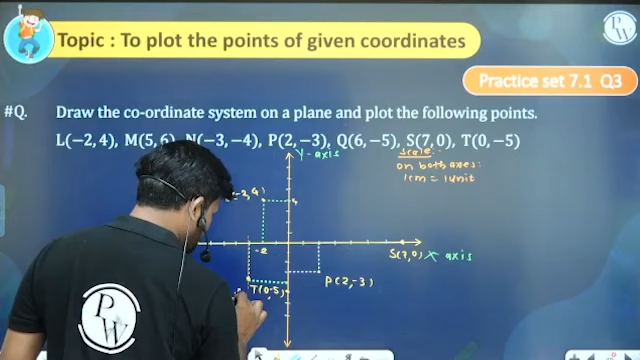 Topic : To plot the points of given coordinates
P W
Practice set 7.1 Q3
#Q. Draw the co-ordinate system on a plane and plot the following points.
L(−2, 4), M(5, 6), N(−3, −4), P(2, −3), Q(6, −5), S(7, 0), T(0, −5)
Y-axis
Scale:-
on both axes:
1cm = 1unit
4
-2
S(7,0) X axis
T(0,-5)
P(2,-3)
P W